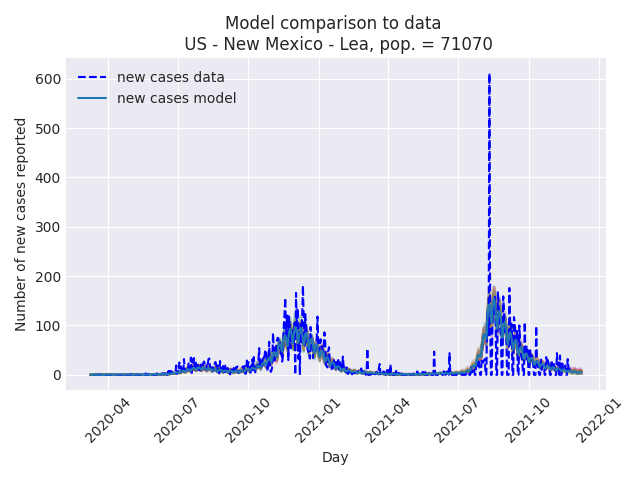 Model comparison to data
US - New Mexico - Lea, pop. = 71070
new cases data
new cases model
Number of new cases reported
600
500
400
300
200
100
0
2020-04
2020-07
2020-10
2021-01
2021-04
2021-07
2021-10
2022-01
Day